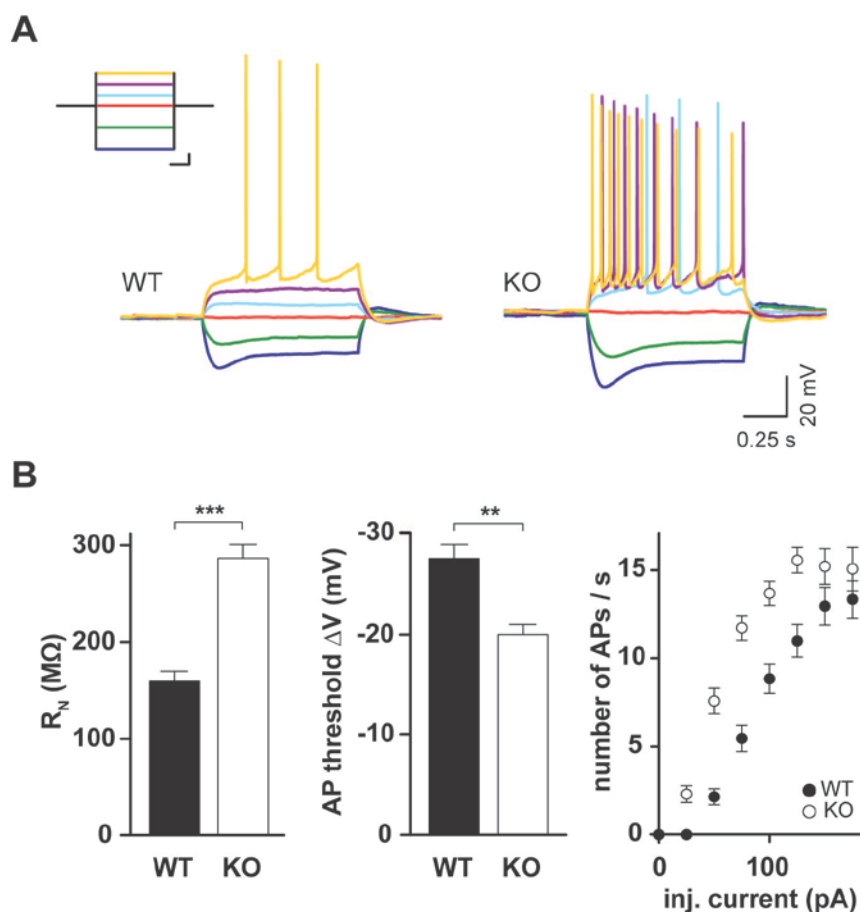 A
WT
KO
20 mV
0.25 s
B
***
**
R_N (MΩ)
300
200
100
0
WT KO
AP threshold ΔV (mV)
-30
-20
-10
0
WT KO
number of APs / s
15
10
5
0
WT
KO
0 100
inj. current (pA)